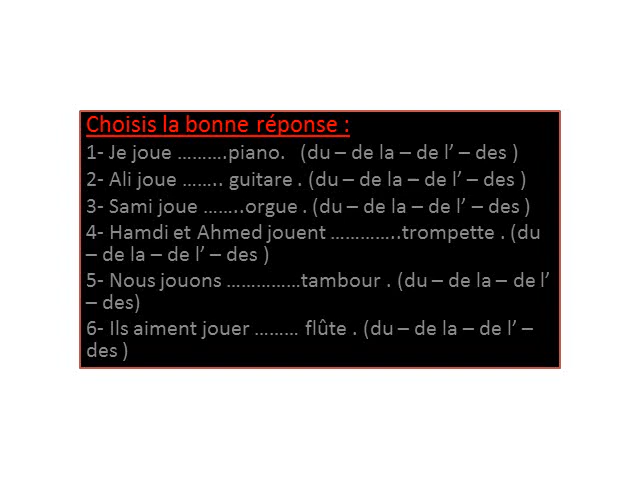 Choisis la bonne réponse :
1- Je joue ……….piano. (du – de la – de l’ – des )
2- Ali joue …….. guitare . (du – de la – de l’ – des )
3- Sami joue ……..orgue . (du – de la – de l’ – des )
4- Hamdi et Ahmed jouent …………..trompette . (du
– de la – de l’ – des )
5- Nous jouons ……………tambour . (du – de la – de l’
– des)
6- Ils aiment jouer ……… flûte . (du – de la – de l’ –
des )